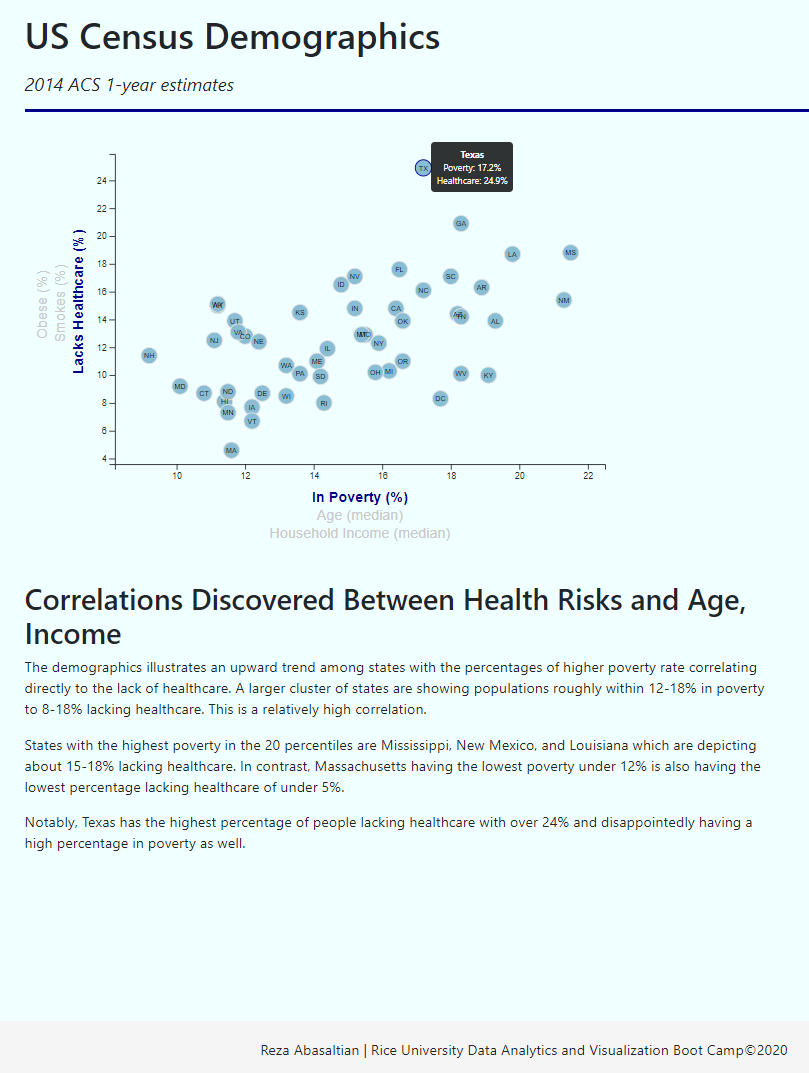 US Census Demographics
2014 ACS 1-year estimates
Texas
Poverty: 17.2%
Healthcare: 24.9%
24
22
20
18
16
14
12
10
8
6
4
Lacks Healthcare (%)
Smokes (%)
Obese (%)
TX
GA
MS
LA
FL
NV
SC
ID
AR
NC
NM
KS
IN
CA
UT
OK
TN
AL
VA
CO
NJ
NE
NY
IL
NH
ME
OR
WA
PA
SD
OH
MI
WV
KY
MD
CT
ND
DE
WI
HI
RI
DC
MN
IA
VT
MA
10
12
14
16
18
20
22
In Poverty (%)
Age (median)
Household Income (median)
Correlations Discovered Between Health Risks and Age,
Income
The demographics illustrates an upward trend among states with the percentages of higher poverty rate correlating
directly to the lack of healthcare. A larger cluster of states are showing populations roughly within 12-18% in poverty
to 8-18% lacking healthcare. This is a relatively high correlation.
States with the highest poverty in the 20 percentiles are Mississippi, New Mexico, and Louisiana which are depicting
about 15-18% lacking healthcare. In contrast, Massachusetts having the lowest poverty under 12% is also having the
lowest percentage lacking healthcare of under 5%.
Notably, Texas has the highest percentage of people lacking healthcare with over 24% and disappointedly having a
high percentage in poverty as well.
Reza Abasaltian | Rice University Data Analytics and Visualization Boot Camp©2020